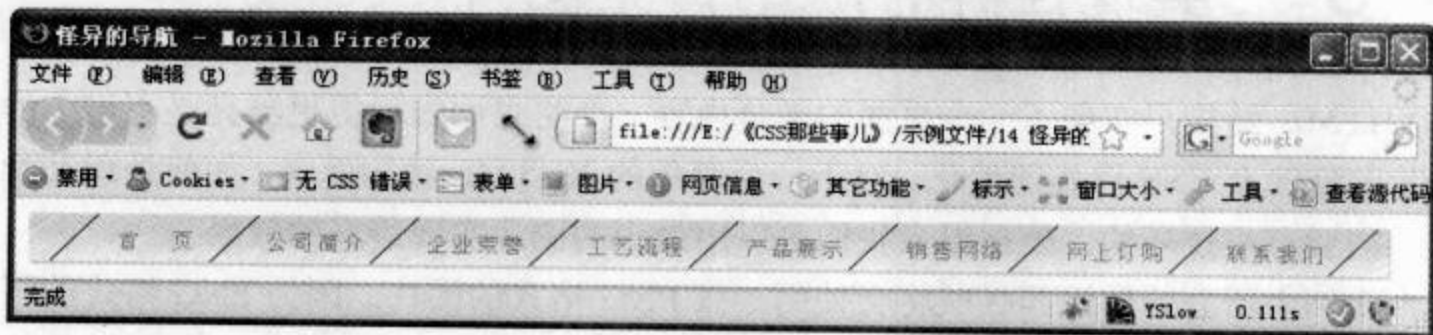 怪异的导航 - Mozilla Firefox
文件 (F) 编辑 (E) 查看 (V) 历史 (S) 书签 (B) 工具 (T) 帮助 (H)
file:///E:/《CSS那些事儿》/示例文件/14 怪异的 G Google
禁用 Cookies 无 CSS 错误 表单 图片 网页信息 其它功能 标示 窗口大小 工具 查看源代码
首 页 公司简介 企业荣誉 工艺流程 产品展示 销售网络 网上订购 联系我们
完成 YSlow 0.111s